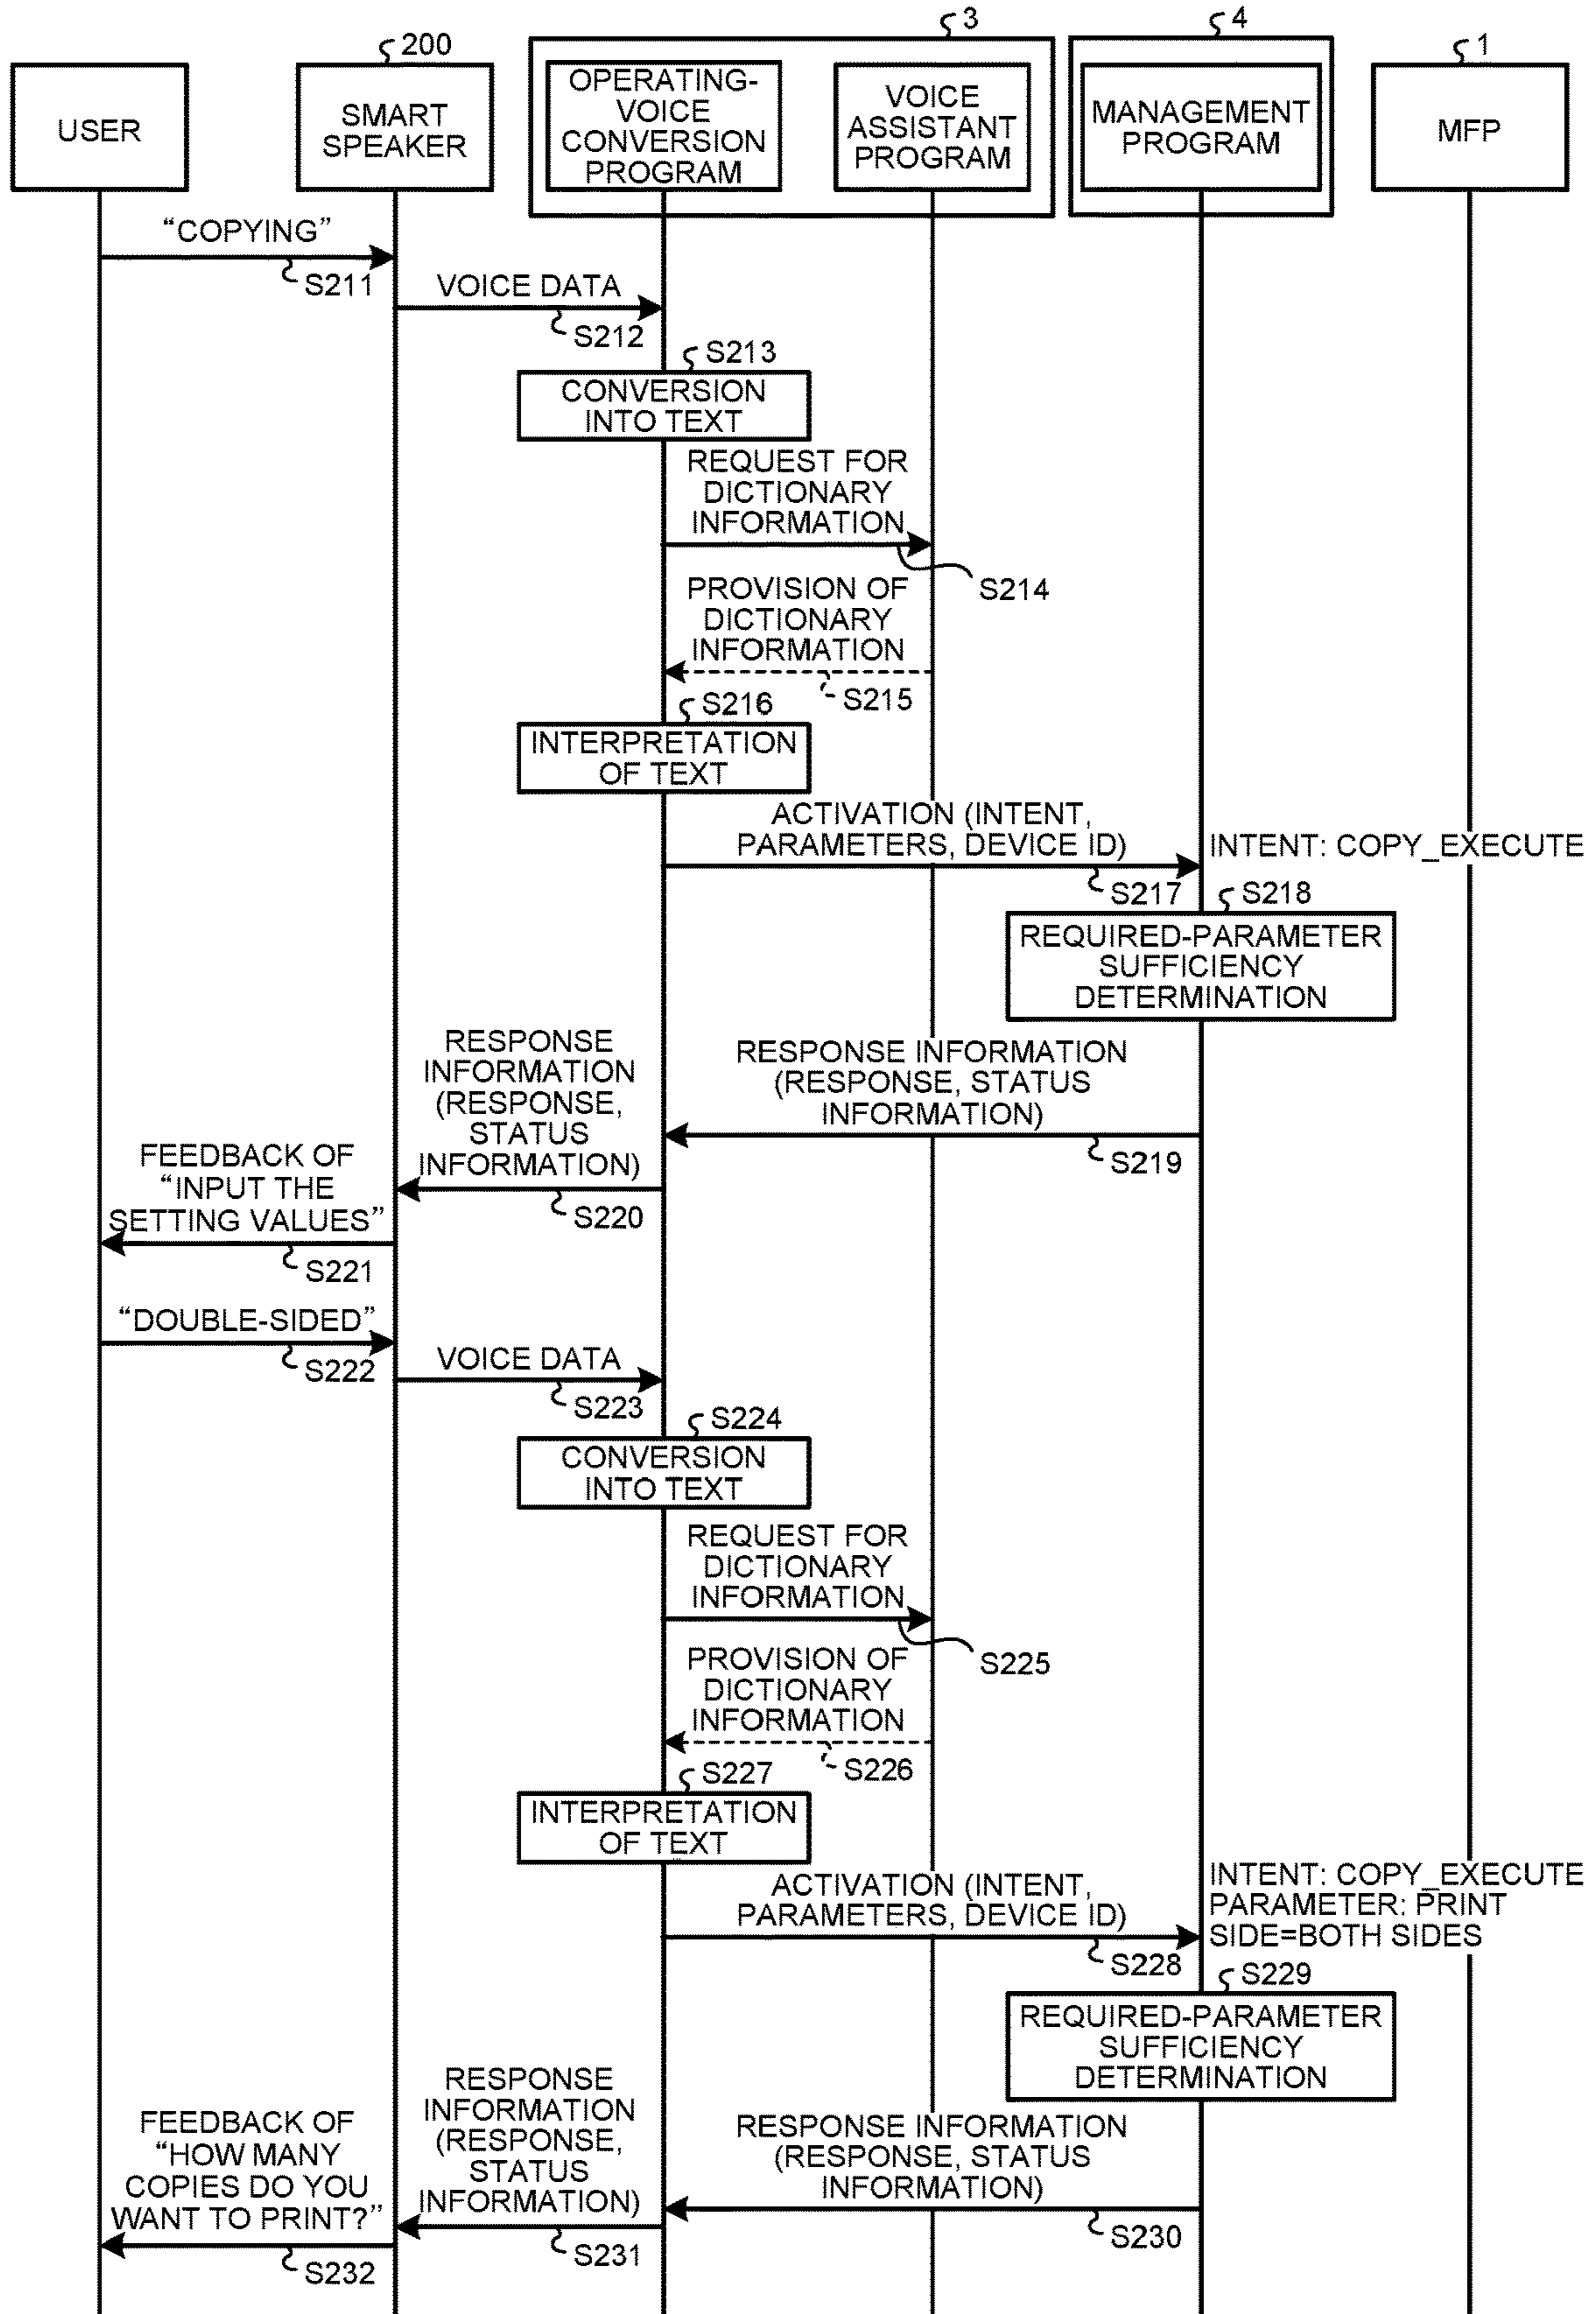 200
3
4
1
USER
SMART
SPEAKER
OPERATING-
VOICE
CONVERSION
PROGRAM
VOICE
ASSISTANT
PROGRAM
MANAGEMENT
PROGRAM
MFP
“COPYING”
S211
VOICE DATA
S212
S213
CONVERSION
INTO TEXT
REQUEST FOR
DICTIONARY
INFORMATION
S214
PROVISION OF
DICTIONARY
INFORMATION
S215
S216
INTERPRETATION
OF TEXT
ACTIVATION (INTENT,
PARAMETERS, DEVICE ID)
INTENT: COPY_EXECUTE
S217
S218
REQUIRED-PARAMETER
SUFFICIENCY
DETERMINATION
RESPONSE INFORMATION
(RESPONSE, STATUS
INFORMATION)
S219
RESPONSE
INFORMATION
(RESPONSE,
STATUS
INFORMATION)
S220
FEEDBACK OF
“INPUT THE
SETTING VALUES”
S221
“DOUBLE-SIDED”
S222
VOICE DATA
S223
S224
CONVERSION
INTO TEXT
REQUEST FOR
DICTIONARY
INFORMATION
S225
PROVISION OF
DICTIONARY
INFORMATION
S226
S227
INTERPRETATION
OF TEXT
ACTIVATION (INTENT,
PARAMETERS, DEVICE ID)
INTENT: COPY_EXECUTE
PARAMETER: PRINT
SIDE=BOTH SIDES
S228
S229
REQUIRED-PARAMETER
SUFFICIENCY
DETERMINATION
RESPONSE INFORMATION
(RESPONSE, STATUS
INFORMATION)
S230
RESPONSE
INFORMATION
(RESPONSE,
STATUS
INFORMATION)
S231
FEEDBACK OF
“HOW MANY
COPIES DO YOU
WANT TO PRINT?”
S232